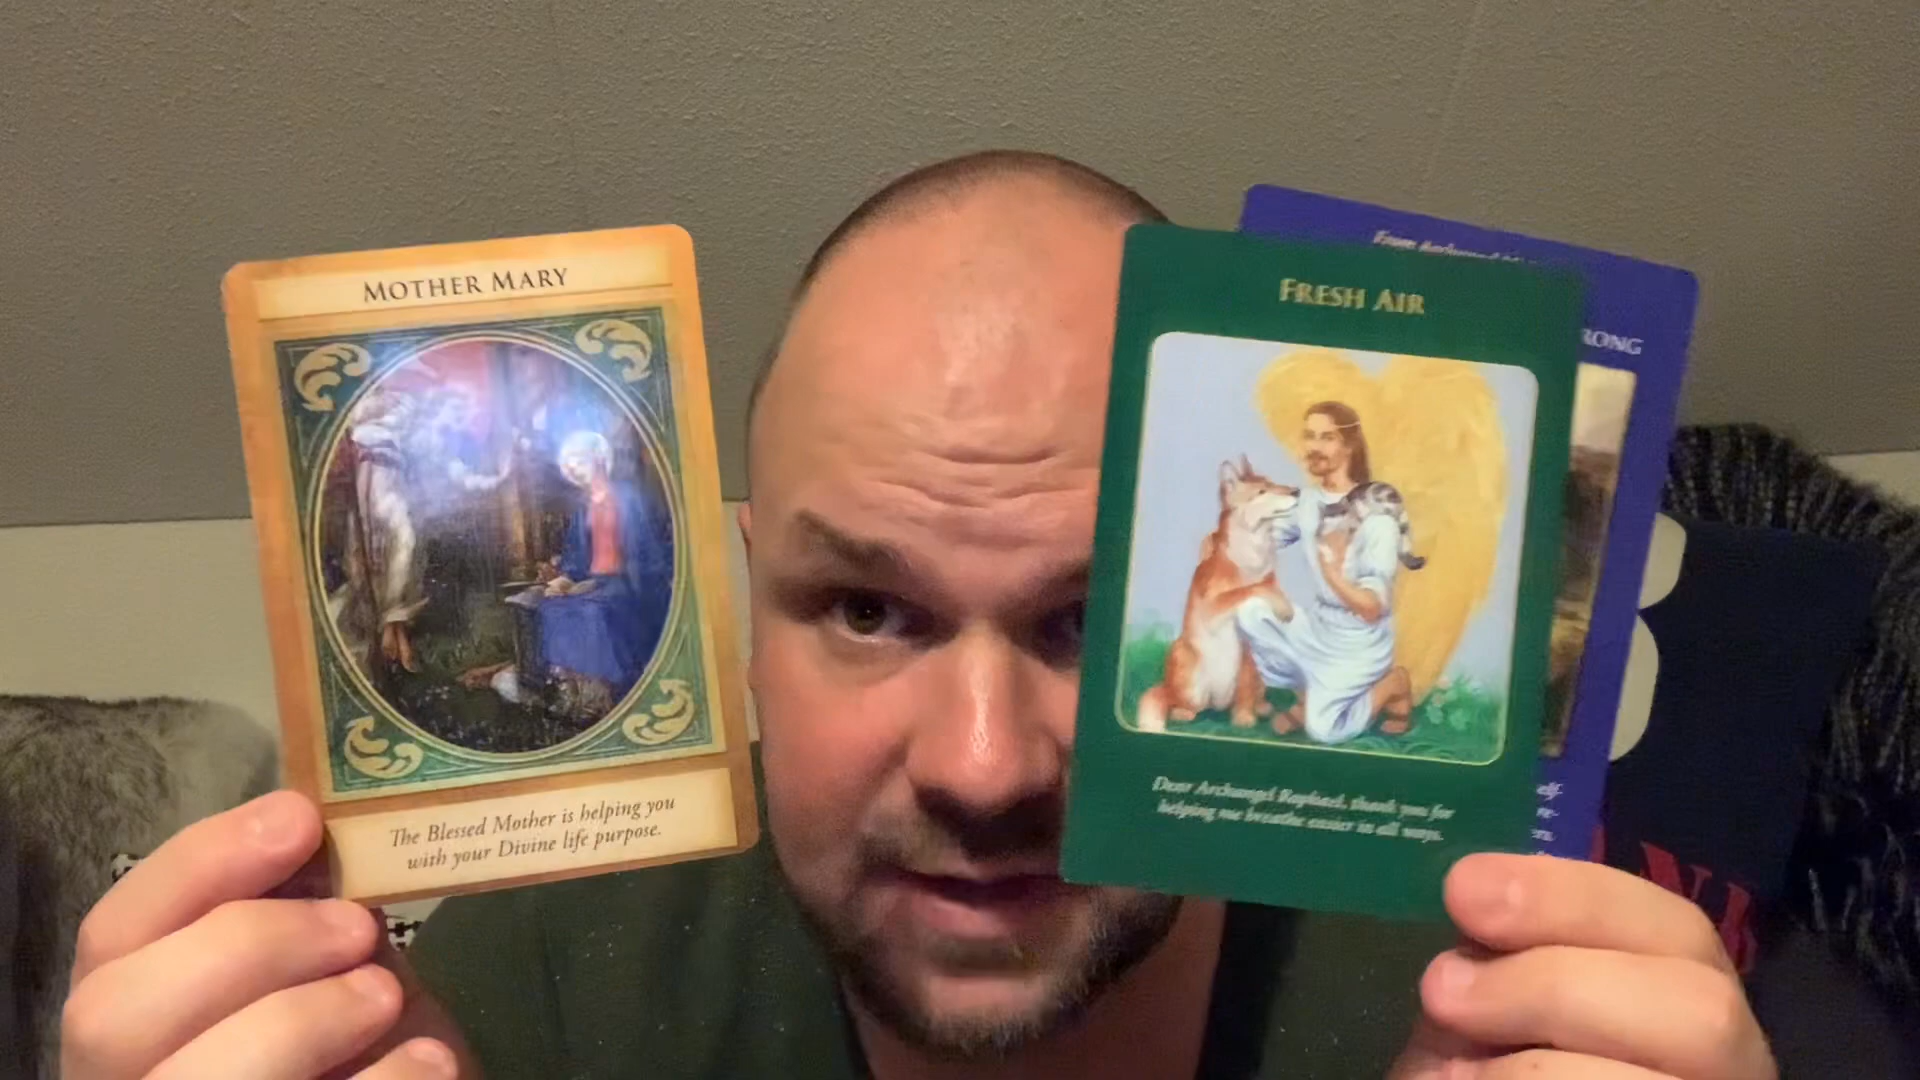 MOTHER MARY
The Blessed Mother is helping you
with your Divine life purpose.
FRESH AIR
Dear Archangel Raphael, thank you for
helping me breathe easier in all ways.
From
RONG